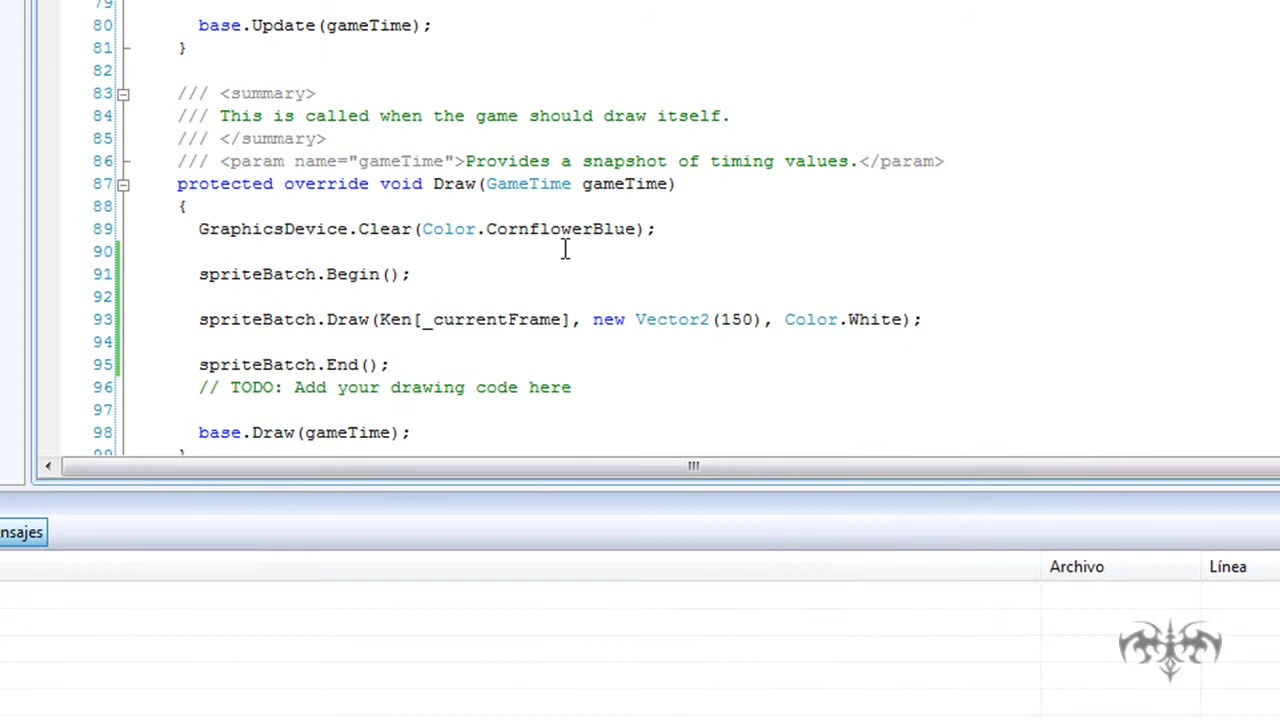 79
80 base.Update(gameTime);
81 }
82
83 /// <summary>
84 /// This is called when the game should draw itself.
85 /// </summary>
86 /// <param name="gameTime">Provides a snapshot of timing values.</param>
87 protected override void Draw(GameTime gameTime)
88 {
89 GraphicsDevice.Clear(Color.CornflowerBlue);
90
91 spriteBatch.Begin();
92
93 spriteBatch.Draw(Ken[_currentFrame], new Vector2(150), Color.White);
94
95 spriteBatch.End();
96 // TODO: Add your drawing code here
97
98 base.Draw(gameTime);
99 }
nsajes
Archivo Línea